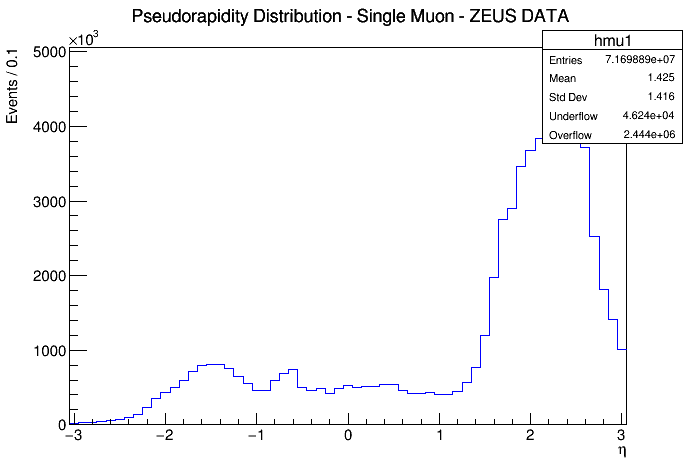 Pseudorapidity Distribution - Single Muon - ZEUS DATA
×10³
hmu1
Entries 7.169889e+07
Mean 1.425
Std Dev 1.416
Underflow 4.624e+04
Overflow 2.444e+06
Events / 0.1
5000
4000
3000
2000
1000
0
−3 −2 −1 0 1 2 3
η